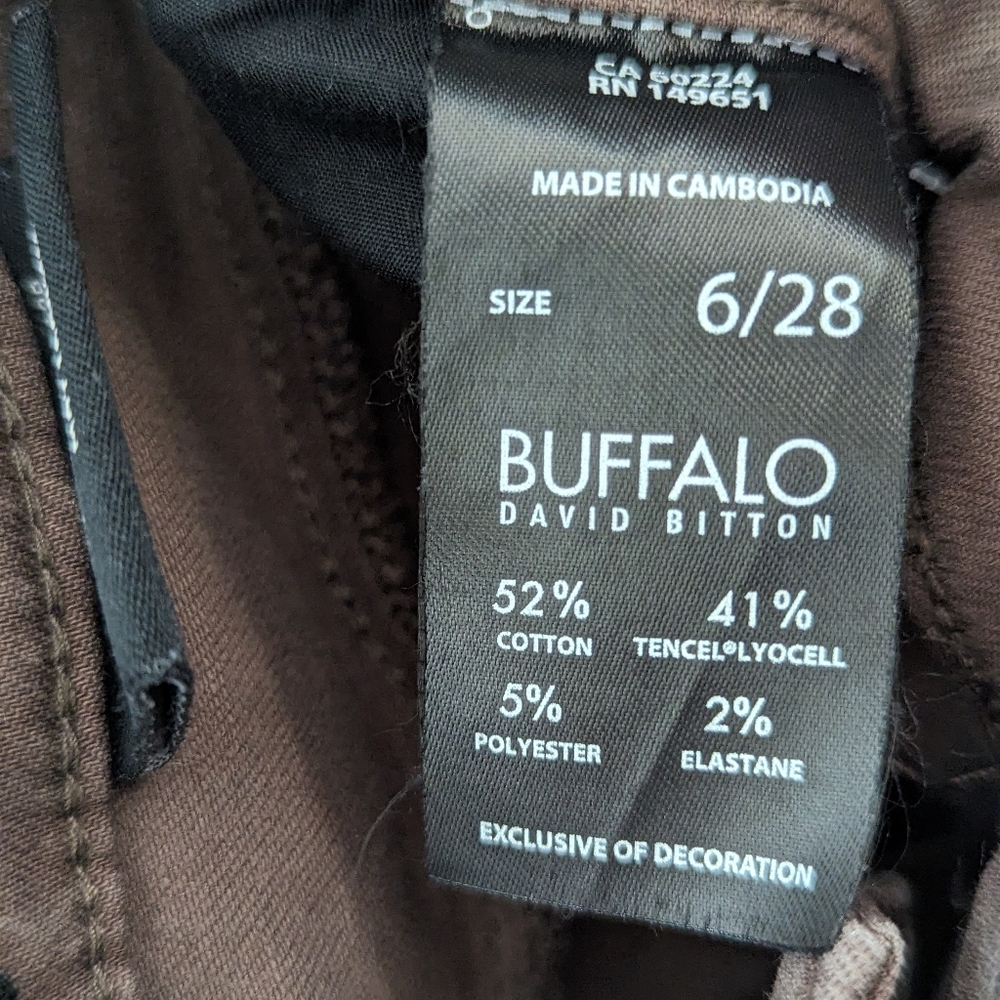 CA 50224
RN 149651
MADE IN CAMBODIA
SIZE 6/28
BUFFALO
DAVID BITTON
52% 41%
COTTON TENCEL®LYOCELL
5% 2%
POLYESTER ELASTANE
EXCLUSIVE OF DECORATION